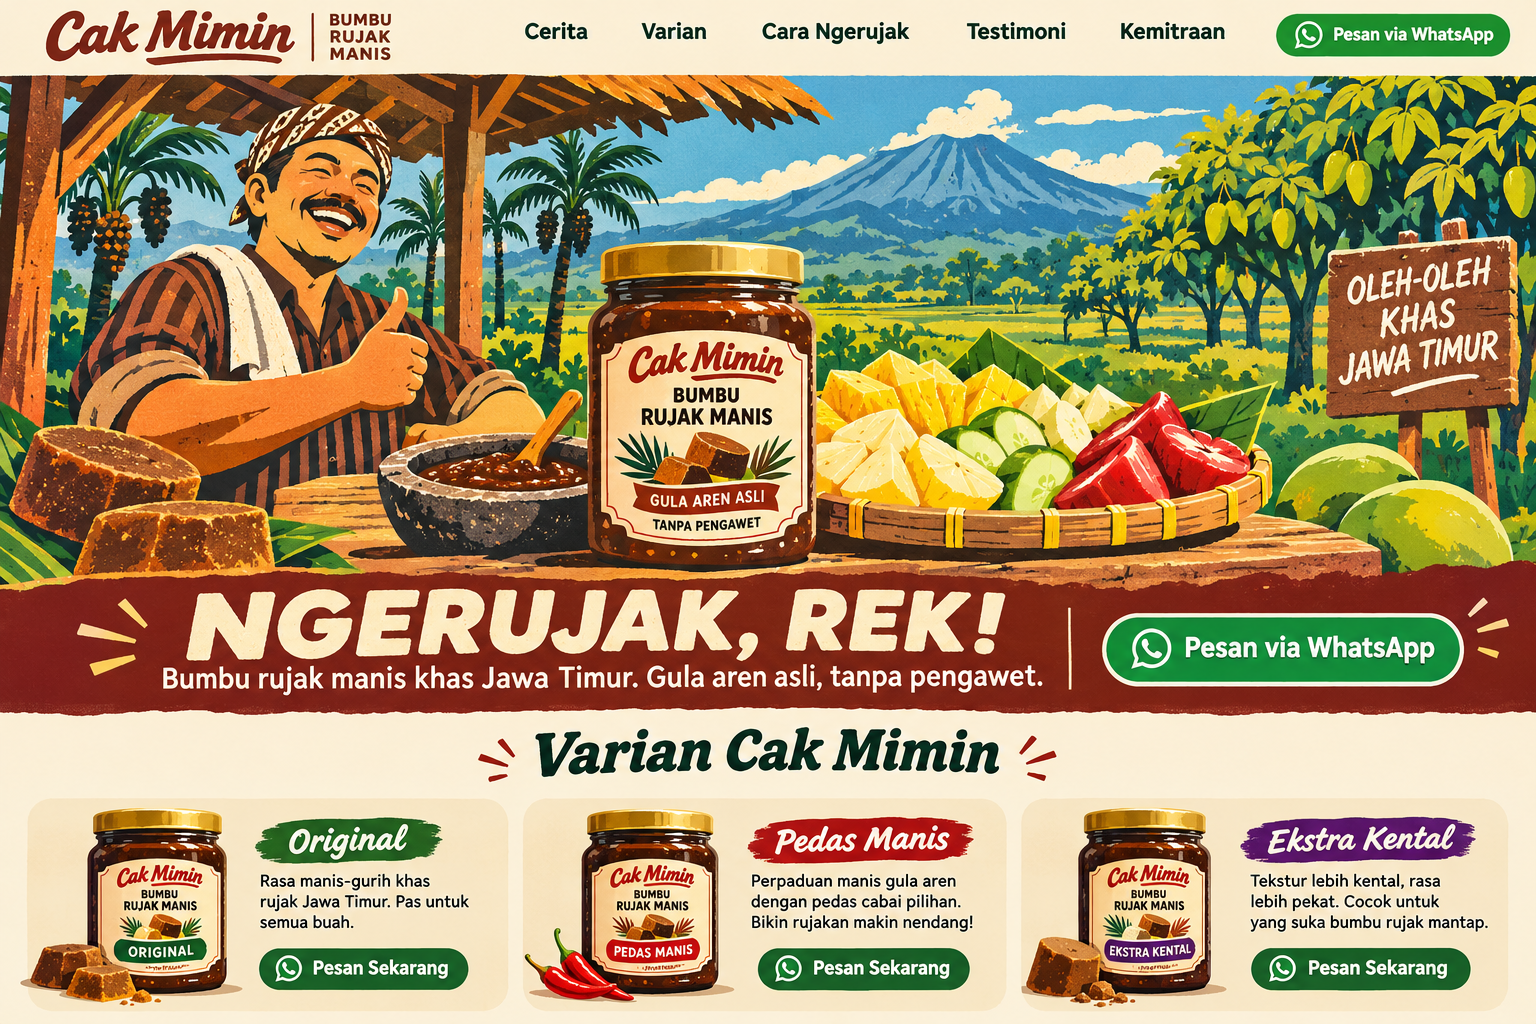 Cak Mimin
BUMBU
RUJAK
MANIS
Cerita
Varian
Cara Ngerujak
Testimoni
Kemitraan
Pesan via WhatsApp
OLEH-OLEH
KHAS
JAWA TIMUR
Cak Mimin
BUMBU
RUJAK MANIS
GULA AREN ASLI
TANPA PENGAWET
NGERUJAK, REK!
Bumbu rujak manis khas Jawa Timur. Gula aren asli, tanpa pengawet.
Pesan via WhatsApp
Varian Cak Mimin
Cak Mimin
BUMBU
RUJAK MANIS
ORIGINAL
Original
Rasa manis-gurih khas
rujak Jawa Timur. Pas untuk
semua buah.
Pesan Sekarang
Cak Mimin
BUMBU
RUJAK MANIS
PEDAS MANIS
Pedas Manis
Perpaduan manis gula aren
dengan pedas cabai pilihan.
Bikin rujakan makin nendang!
Pesan Sekarang
Cak Mimin
BUMBU
RUJAK MANIS
EKSTRA KENTAL
Ekstra Kental
Tekstur lebih kental, rasa
lebih pekat. Cocok untuk
yang suka bumbu rujak mantap.
Pesan Sekarang